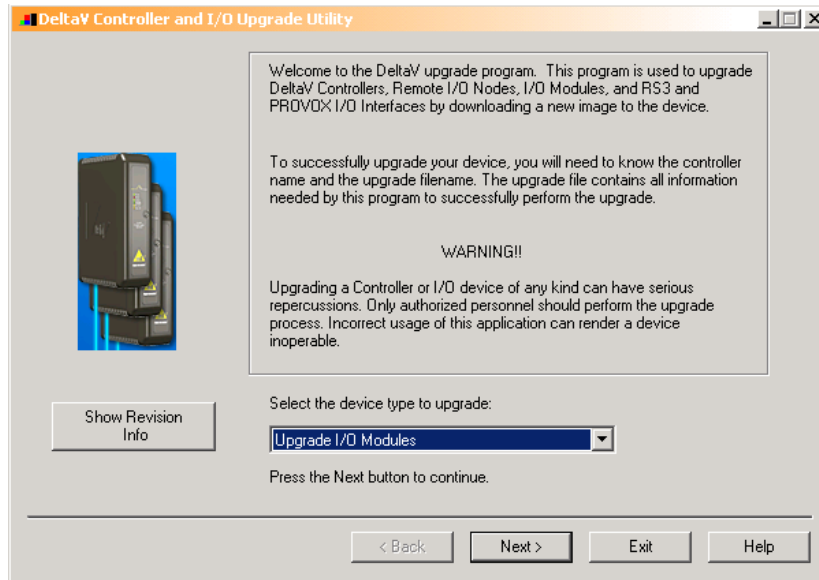 DeltaV Controller and I/O Upgrade Utility
Welcome to the DeltaV upgrade program.  This program is used to upgrade
DeltaV Controllers, Remote I/O Nodes, I/O Modules, and RS3 and
PROVOX I/O Interfaces by downloading a new image to the device.
To successfully upgrade your device, you will need to know the controller
name and the upgrade filename. The upgrade file contains all information
needed by this program to successfully perform the upgrade.
WARNING!!
Upgrading a Controller or I/O device of any kind can have serious
repercussions. Only authorized personnel should perform the upgrade
process. Incorrect usage of this application can render a device
inoperable.
Show Revision
Info
Select the device type to upgrade:
Upgrade I/O Modules
Press the Next button to continue.
< Back
Next >
Exit
Help